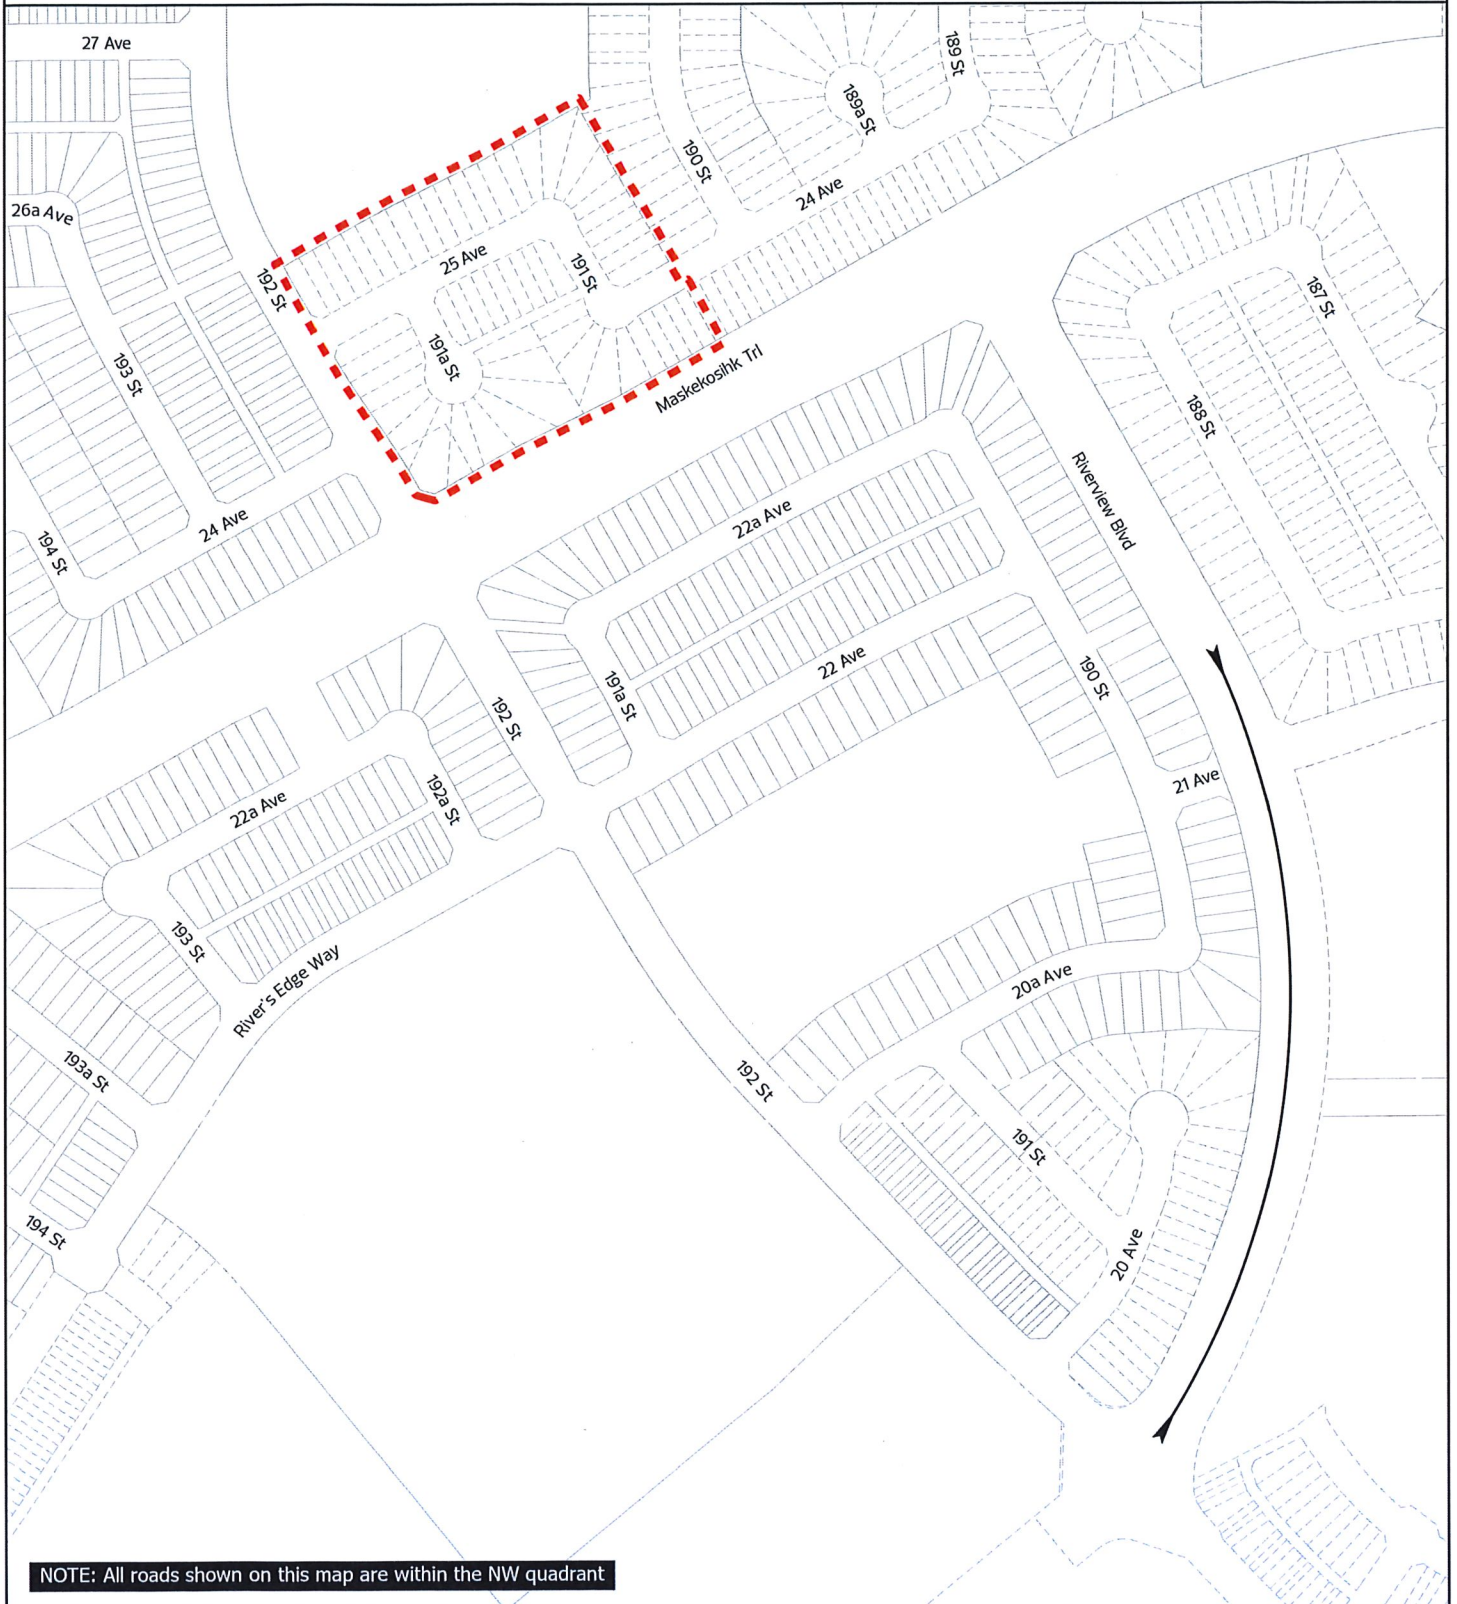 27 Ave
189 St
189a St
190 St
24 Ave
26a Ave
25 Ave
191 St
192 St
187 St
191a St
193 St
Maskekosihk Trl
188 St
Riverview Blvd
22a Ave
24 Ave
194 St
22 Ave
190 St
191a St
192 St
21 Ave
192a St
22a Ave
193 St
River's Edge Way
20a Ave
193a St
192 St
191 St
194 St
20 Ave
NOTE: All roads shown on this map are within the NW quadrant